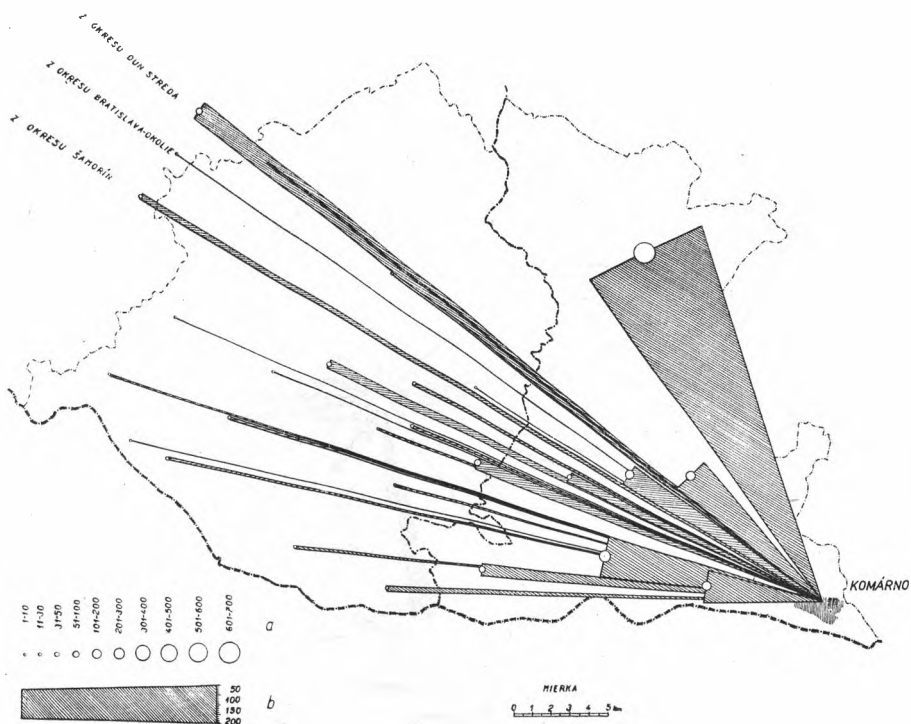 Z OKRESU DUN STREDA
Z OKRESU BRATISLAVA-OKOLIE
Z OKRESU ŠAMORÍN
KOMÁRNO
1-10
11-30
31-50
51-100
101-200
201-300
301-400
401-500
501-600
601-700
a
50
100
150
200
b
MIERKA
0 1 2 3 4 5 km